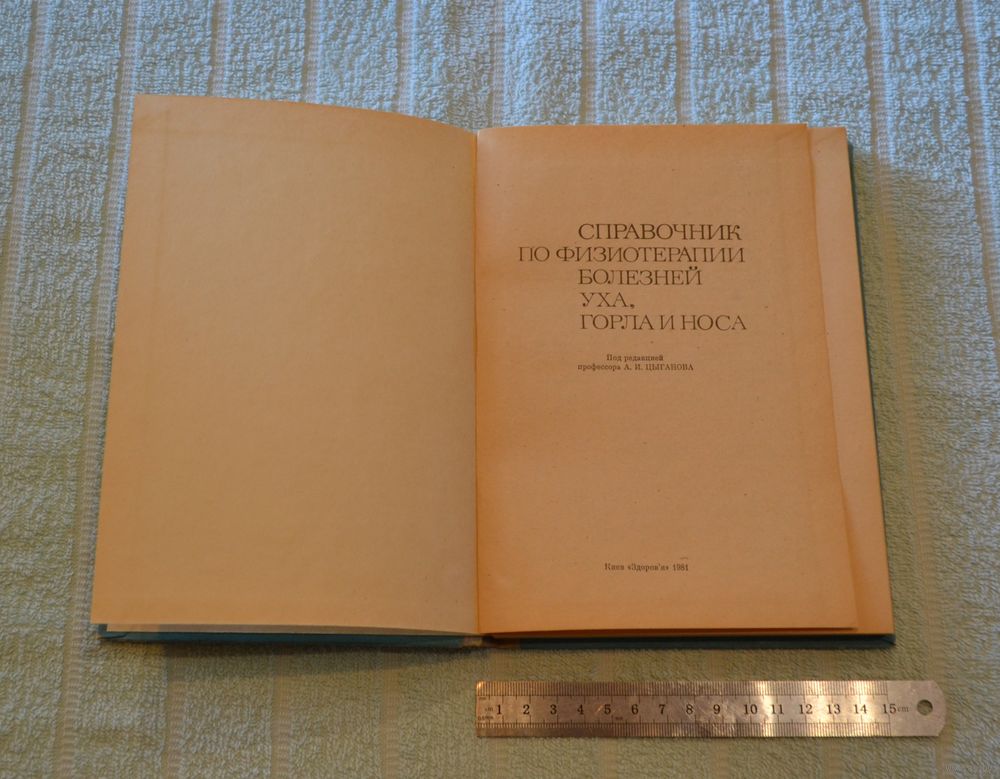 СПРАВОЧНИК
ПО ФИЗИОТЕРАПИИ
БОЛЕЗНЕЙ
УХА,
ГОРЛА И НОСА
Под редакцией
профессора А. И. ЦЫГАНОВА
Киев «Здоров'я» 1981
1 2 3 4 5 6 7 8 9 10 11 12 13 14 15 cm